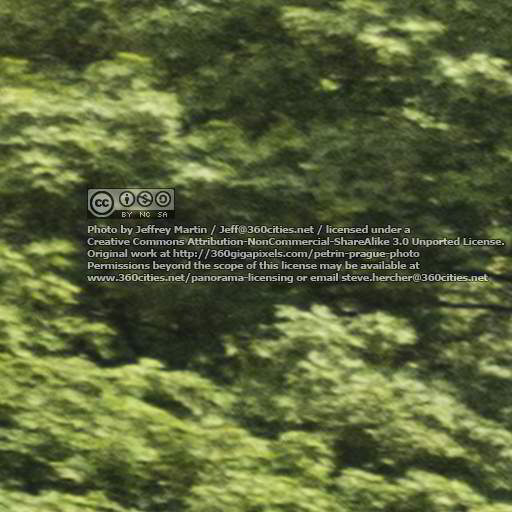 cc BY NC SA
Photo by Jeffrey Martin / Jeff@360cities.net / licensed under a
Creative Commons Attribution-NonCommercial-ShareAlike 3.0 Unported License.
Original work at http://360gigapixels.com/petrin-prague-photo
Permissions beyond the scope of this license may be available at
www.360cities.net/panorama-licensing or email steve.hercher@360cities.net